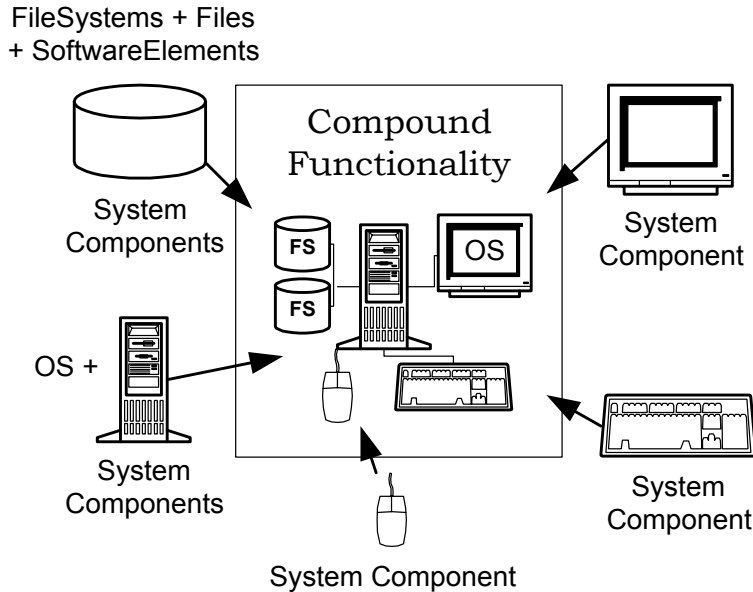 FileSystems + Files
+ SoftwareElements
Compound
Functionality
System
Components
System
Component
FS
FS
OS
OS +
System
Components
System
Component
System Component